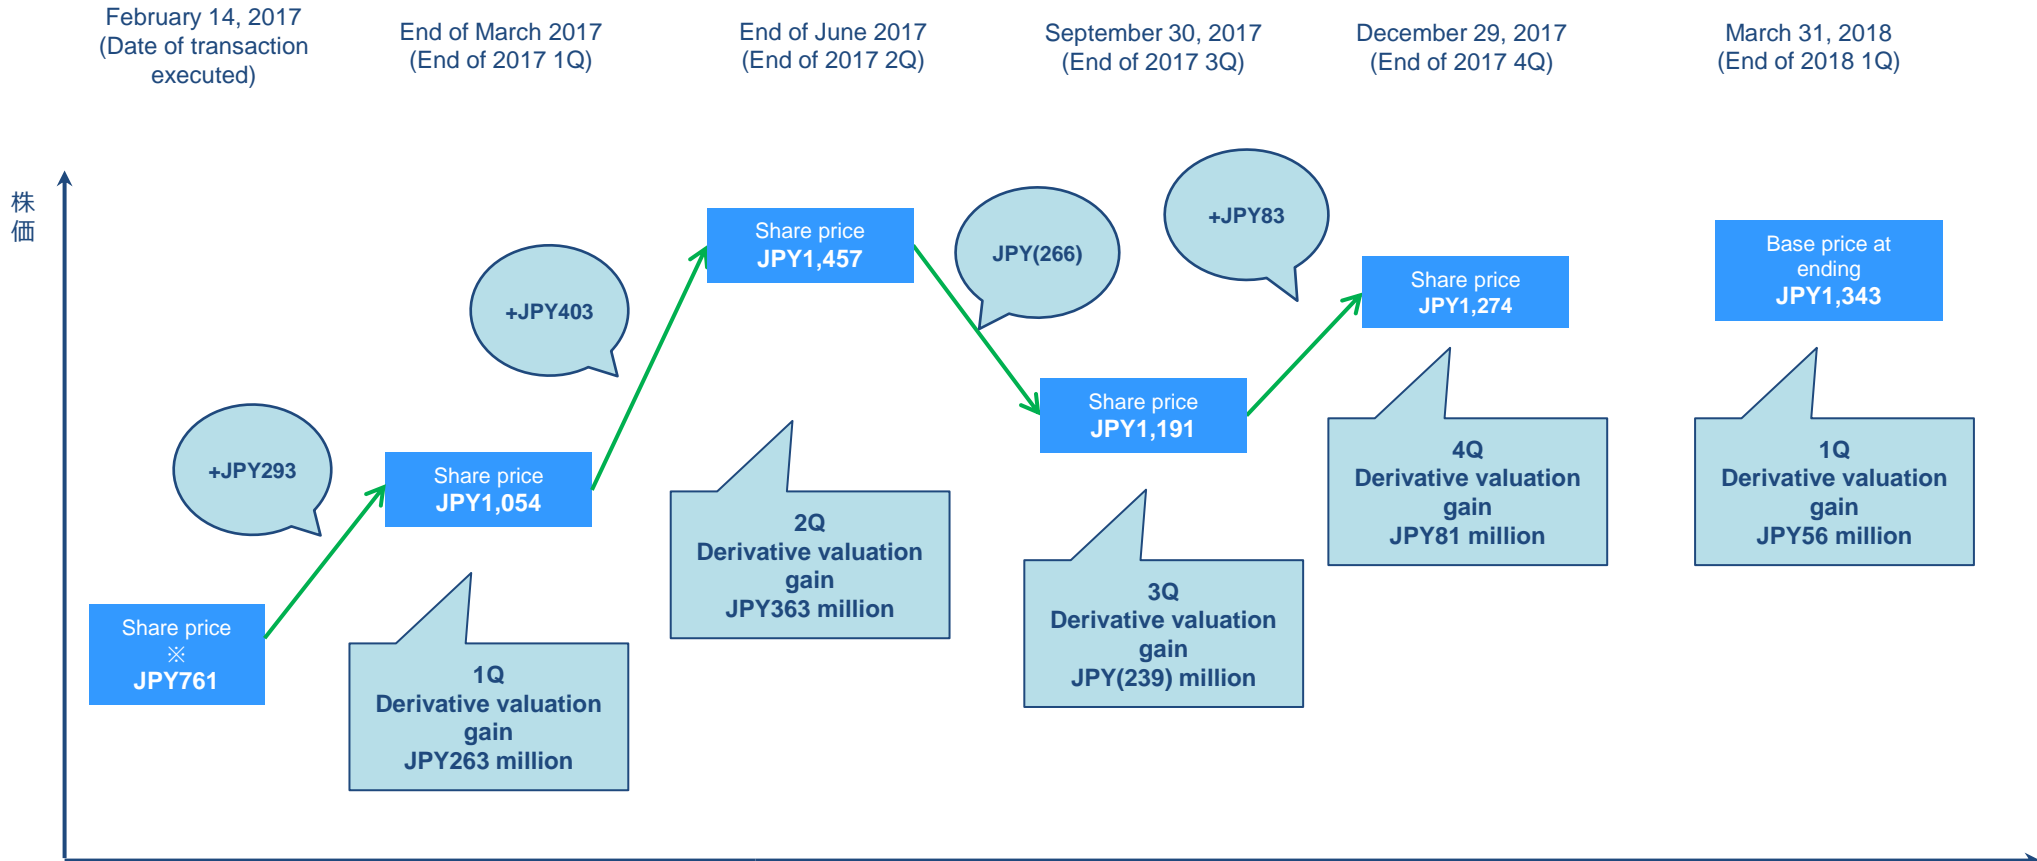 February 14, 2017
(Date of transaction
executed)
End of March 2017
(End of 2017 1Q)
End of June 2017
(End of 2017 2Q)
September 30, 2017
(End of 2017 3Q)
December 29, 2017
(End of 2017 4Q)
March 31, 2018
(End of 2018 1Q)
株
価
Share price
※
JPY761
+JPY293
Share price
JPY1,054
1Q
Derivative valuation
gain
JPY263 million
+JPY403
Share price
JPY1,457
2Q
Derivative valuation
gain
JPY363 million
JPY(266)
Share price
JPY1,191
3Q
Derivative valuation
gain
JPY(239) million
+JPY83
Share price
JPY1,274
4Q
Derivative valuation
gain
JPY81 million
Base price at
ending
JPY1,343
1Q
Derivative valuation
gain
JPY56 million